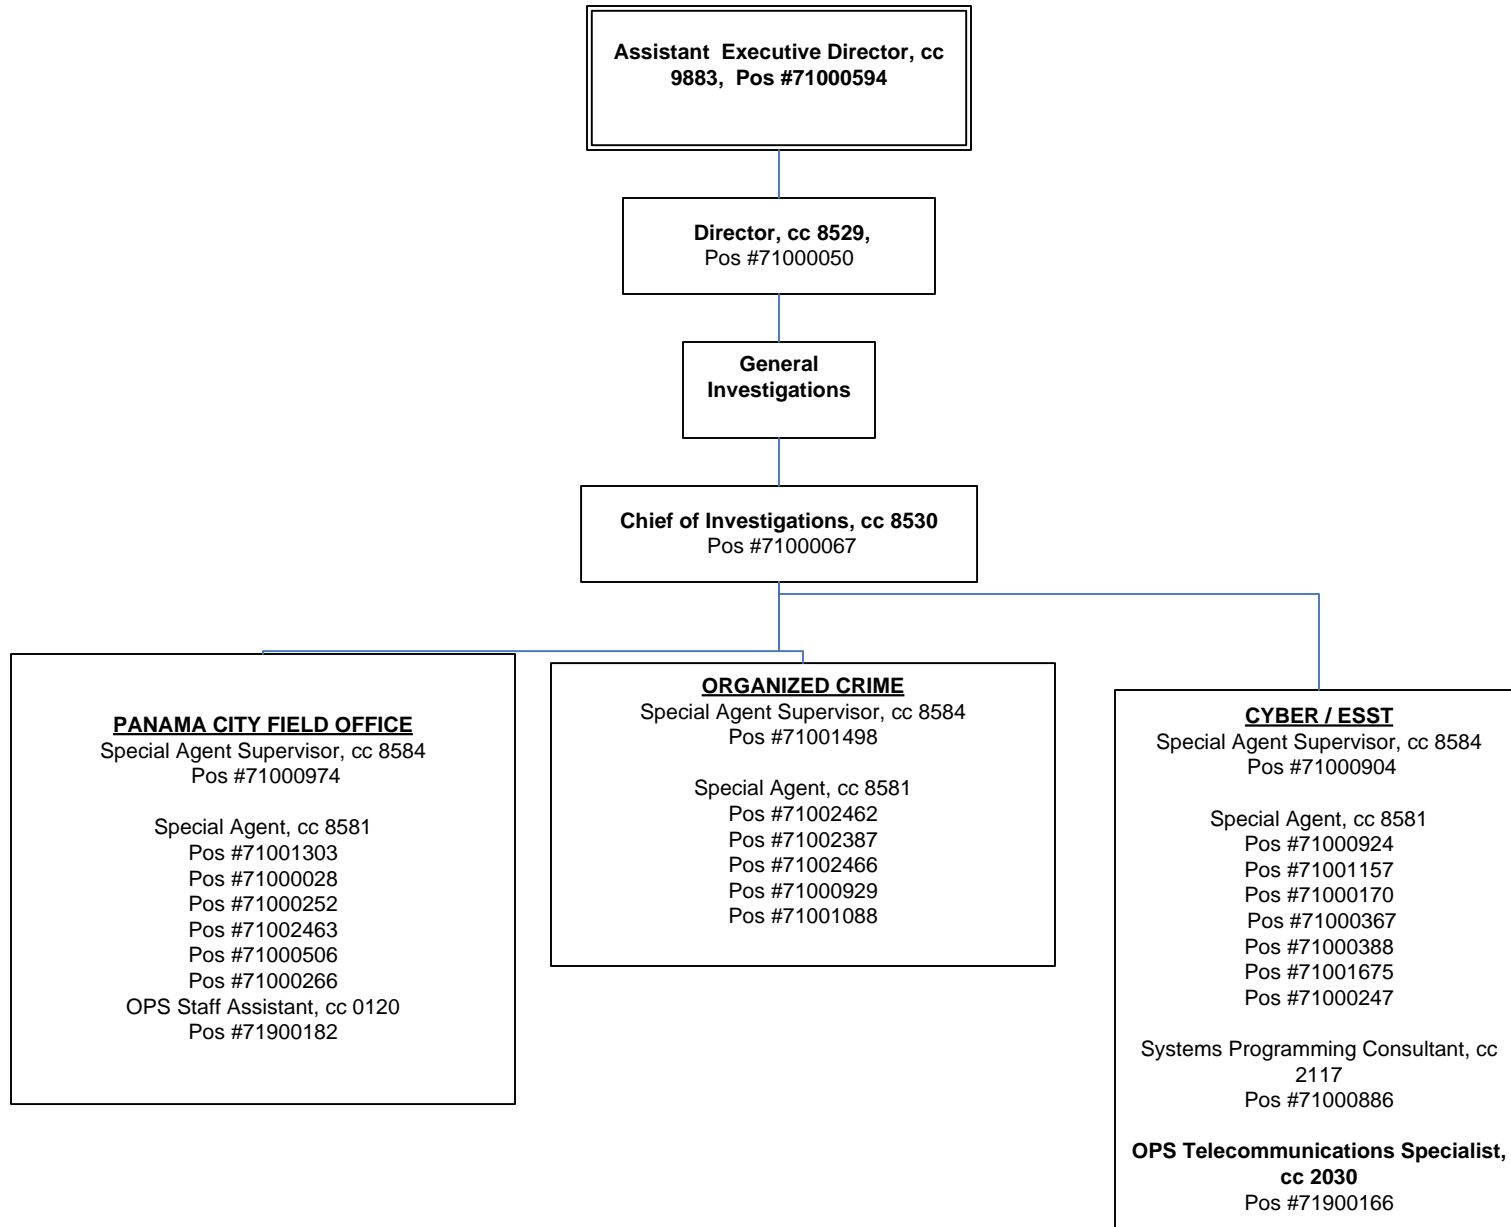 Assistant Executive Director, cc
9883, Pos #71000594
Director, cc 8529,
Pos #71000050
General
Investigations
Chief of Investigations, cc 8530
Pos #71000067
PANAMA CITY FIELD OFFICE
Special Agent Supervisor, cc 8584
Pos #71000974
Special Agent, cc 8581
Pos #71001303
Pos #71000028
Pos #71000252
Pos #71002463
Pos #71000506
Pos #71000266
OPS Staff Assistant, cc 0120
Pos #71900182
ORGANIZED CRIME
Special Agent Supervisor, cc 8584
Pos #71001498
Special Agent, cc 8581
Pos #71002462
Pos #71002387
Pos #71002466
Pos #71000929
Pos #71001088
CYBER / ESST
Special Agent Supervisor, cc 8584
Pos #71000904
Special Agent, cc 8581
Pos #71000924
Pos #71001157
Pos #71000170
Pos #71000367
Pos #71000388
Pos #71001675
Pos #71000247
Systems Programming Consultant, cc
2117
Pos #71000886
OPS Telecommunications Specialist,
cc 2030
Pos #71900166